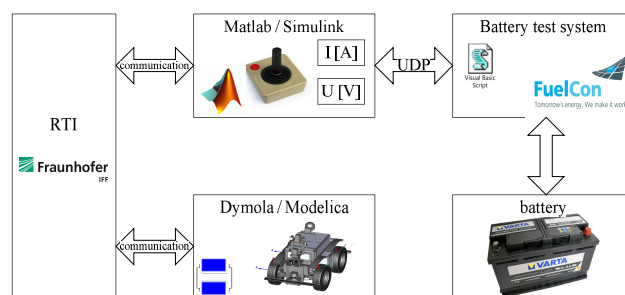 Matlab / Simulink
Battery test system
communication
I [A]
U [V]
UDP
Visual Basic
Script
FuelCon
Tomorrow's energy. We make it work
RTI
Fraunhofer
IFF
communication
Dymola / Modelica
battery
VARTA
VARTA